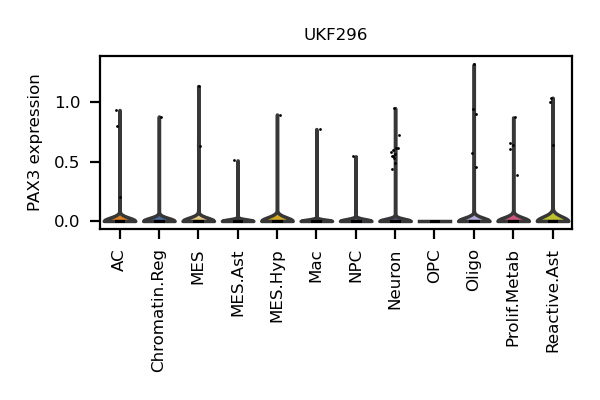 UKF296
PAX3 expression
1.0
0.5
0.0
AC
Chromatin.Reg
MES
MES.Ast
MES.Hyp
Mac
NPC
Neuron
OPC
Oligo
Prolif.Metab
Reactive.Ast